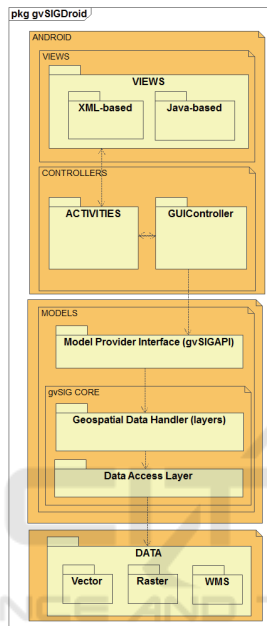 pkg gvSIGDroid
ANDROID
VIEWS
VIEWS
XML-based
Java-based
CONTROLLERS
ACTIVITIES
GUIController
MODELS
Model Provider Interface (gvSIGAPI)
gvSIG CORE
Geospatial Data Handler (layers)
Data Access Layer
DATA
Vector
Raster
WMS